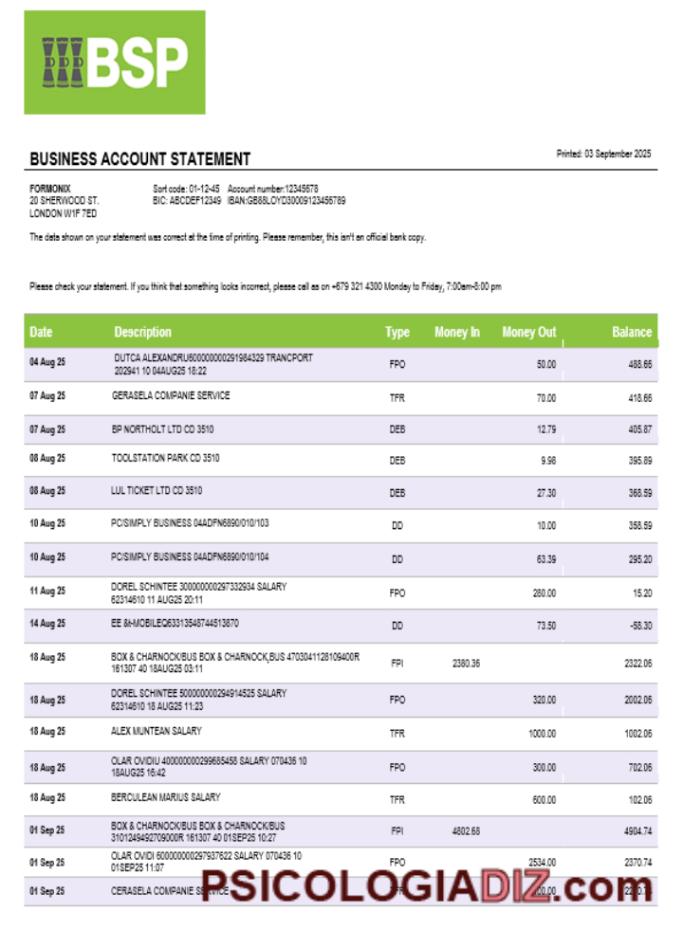 BSP
BUSINESS ACCOUNT STATEMENT
Printed: 03 September 2025
FORMONIX Sort code: 01-12-45 Account number:12345678
20 SHERWOOD ST. BIC: ABCDEF12349 IBAN:GB88LOYD30009123456789
LONDON W1F 7ED
The data shown on your statement was correct at the time of printing. Please remember, this isn't an official bank copy.
Please check your statement. If you think that something looks incorrect, please call as on +679 321 4300 Monday to Friday, 7:00am-8:00 pm
Date Description Type Money In Money Out Balance
04 Aug 25 DUTCA ALEXANDRU600000000291984329 TRANCPORT
202941 10 04AUG25 18:22 FPO 50.00 488.66
07 Aug 25 GERASELA COMPANIE SERVICE TFR 70.00 418.66
07 Aug 25 BP NORTHOLT LTD CD 3510 DEB 12.79 405.87
08 Aug 25 TOOLSTATION PARK CD 3510 DEB 9.98 395.89
08 Aug 25 LUL TICKET LTD CD 3510 DEB 27.30 368.59
10 Aug 25 PC/SIMPLY BUSINESS 04ADFN6890/010/103 DD 10.00 358.59
10 Aug 25 PC/SIMPLY BUSINESS 04ADFN6890/010/104 DD 63.39 295.20
11 Aug 25 DOREL SCHINTEE 300000000297332934 SALARY
62314610 11 AUG25 20:11 FPO 280.00 15.20
14 Aug 25 EE &t-MOBILEQ63313548744513870 DD 73.50 -58.30
18 Aug 25 BOX & CHARNOCK/BUS BOX & CHARNOCK,BUS 4703041128109400R
161307 40 18AUG25 03:11 FPI 2380.36 2322.06
18 Aug 25 DOREL SCHINTEE 500000000294914525 SALARY
62314610 18 AUG25 11:23 FPO 320.00 2002.06
18 Aug 25 ALEX MUNTEAN SALARY TFR 1000.00 1002.06
18 Aug 25 OLAR OVIDIU 400000000299685458 SALARY 070436 10
18AUG25 16:42 FPO 300.00 702.06
18 Aug 25 BERCULEAN MARIUS SALARY TFR 600.00 102.06
01 Sep 25 BOX & CHARNOCK/BUS BOX & CHARNOCK/BUS
3101249492709000R 161307 40 01SEP25 10:27 FPI 4802.68 4904.74
01 Sep 25 OLAR OVIDI 600000000297937622 SALARY 070436 10
01SEP25 11:07 FPO 2534.00 2370.74
01 Sep 25 CERASELA COMPANIE
PSICOLOGIADIZ.com